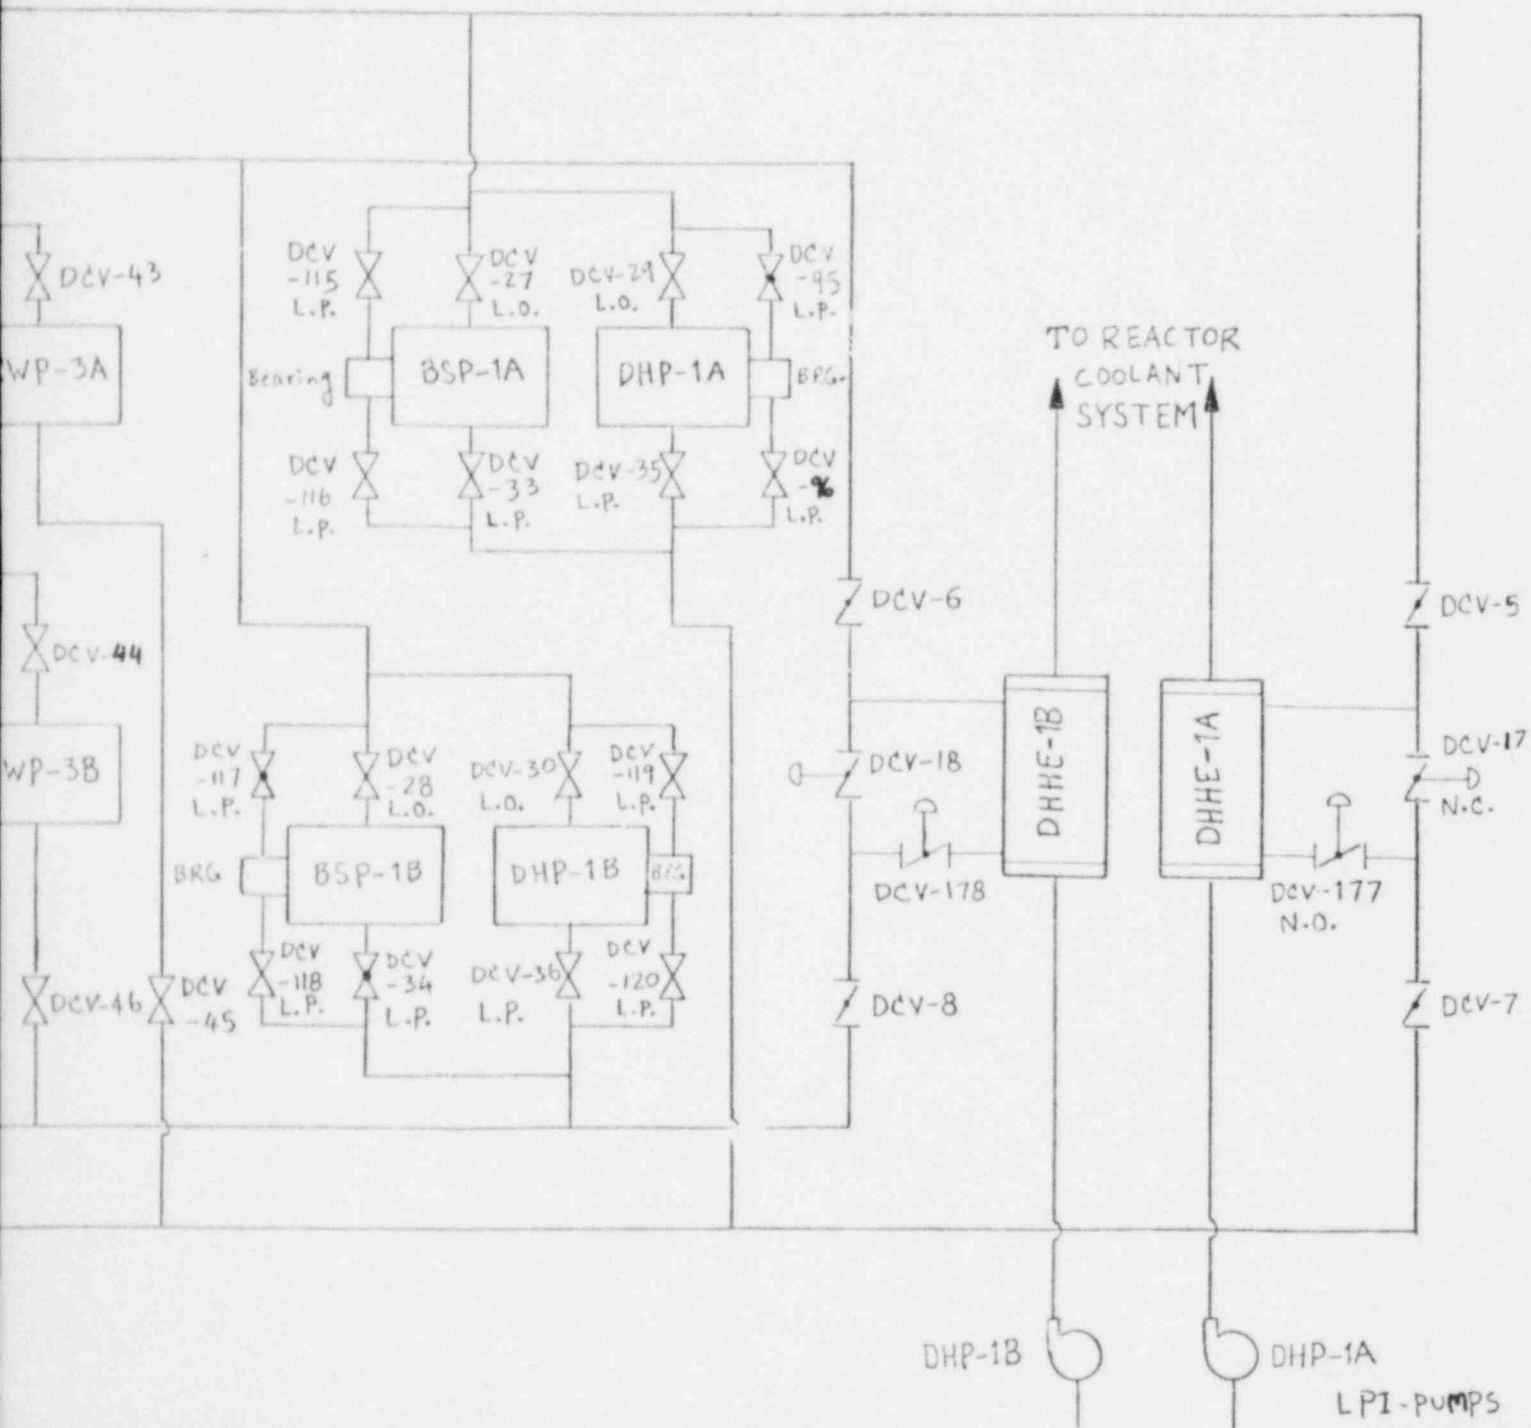 DCV-43
WP-3A
DCV
-115
L.P.
DCV
-27
L.O.
DCV-29
L.O.
DCV
-95
L.P.
Bearing
BSP-1A
DHP-1A
BRG.
DCV
-116
L.P.
DCV
-33
L.P.
DCV-35
L.P.
DCV
-96
L.P.
TO REACTOR
COOLANT
SYSTEM
DCV-6
DCV-5
DCV-44
WP-3B
DCV
-117
L.P.
DCV
-28
L.O.
DCV-30
L.O.
DCV
-119
L.P.
DCV-18
DHHE-1B
DHHE-1A
DCV-17
N.C.
BRG
BSP-1B
DHP-1B
BRG
DCV-178
DCV-177
N.O.
DCV-46
DCV
-45
DCV
-118
L.P.
DCV
-34
L.P.
DCV-36
L.P.
DCV
-120
L.P.
DCV-8
DCV-7
DHP-1B
DHP-1A
LPI-PUMPS